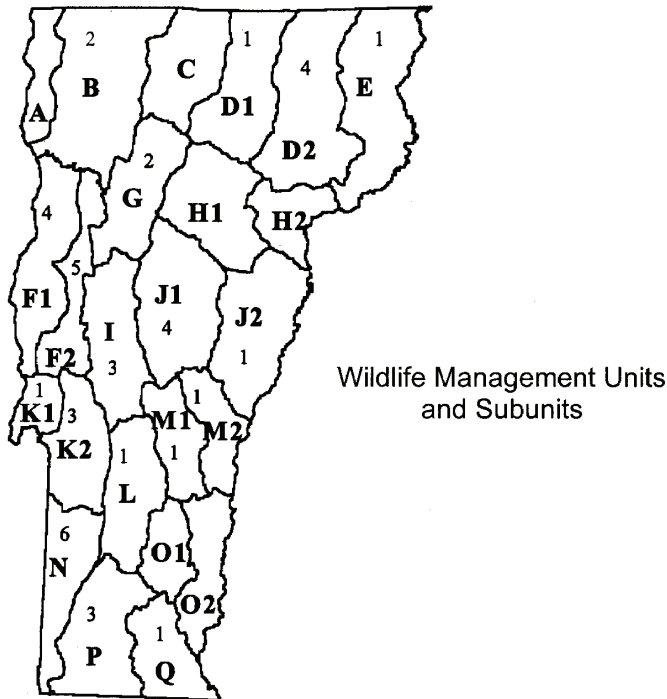 2
1
1
C
4
B
A
E
D1
2
D2
G
4
H1
H2
5
J1
F1
J2
I
4
F2
3
1
1
K1
3
1
M1
M2
K2
1
1
L
6
O1
N
O2
3
1
P
Q
Wildlife Management Units
and Subunits